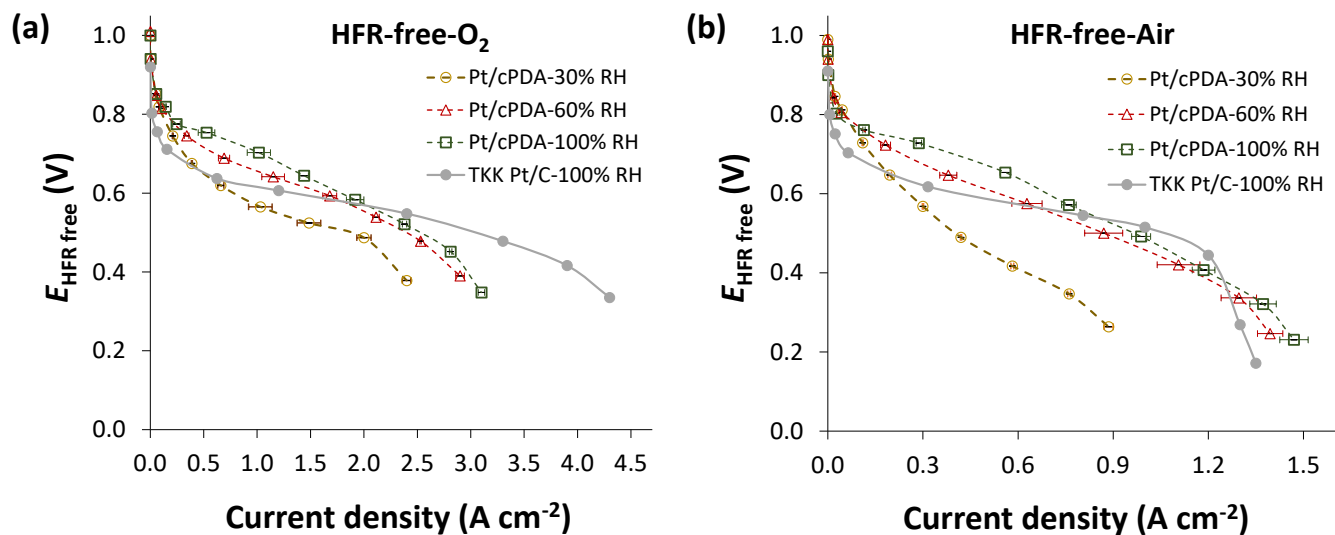 (a)
HFR-free-O₂
Pt/cPDA-30% RH
Pt/cPDA-60% RH
Pt/cPDA-100% RH
TKK Pt/C-100% RH
E_HFR free (V)
1.0
0.8
0.6
0.4
0.2
0.0
0.0 0.5 1.0 1.5 2.0 2.5 3.0 3.5 4.0 4.5
Current density (A cm⁻²)
(b)
HFR-free-Air
Pt/cPDA-30% RH
Pt/cPDA-60% RH
Pt/cPDA-100% RH
TKK Pt/C-100% RH
E_HFR free (V)
1.0
0.8
0.6
0.4
0.2
0.0
0.0 0.3 0.6 0.9 1.2 1.5
Current density (A cm⁻²)